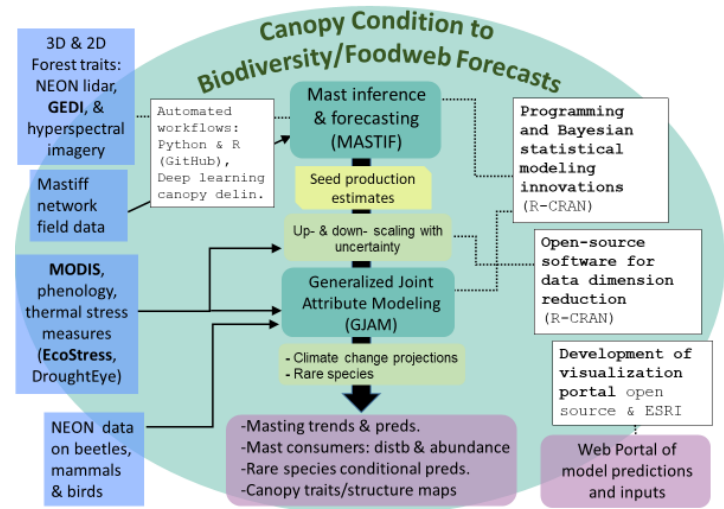 Canopy Condition to
Biodiversity/Foodweb Forecasts
3D & 2D
Forest traits:
NEON lidar,
GEDI, &
hyperspectral
imagery
Mastiff
network
field data
MODIS,
phenology,
thermal stress
measures
(EcoStress,
DroughtEye)
NEON data
on beetles,
mammals
& birds
Automated
workflows:
Python & R
(GitHub),
Deep learning
canopy delin.
Mast inference
& forecasting
(MASTIF)
Seed production
estimates
Up- & down- scaling with
uncertainty
Generalized Joint
Attribute Modeling
(GJAM)
- Climate change projections
- Rare species
-Masting trends & preds.
-Mast consumers: distb & abundance
-Rare species conditional preds.
-Canopy traits/structure maps
Programming
and Bayesian
statistical
modeling
innovations
(R-CRAN)
Open-source
software for
data dimension
reduction
(R-CRAN)
Development of
visualization
portal open
source & ESRI
Web Portal of
model predictions
and inputs